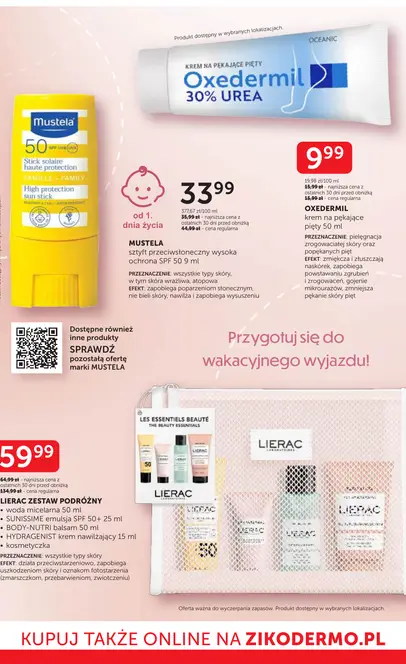 Produkt dostępny w wybranych lokalizacjach.
OCEANIC
KREM NA PĘKAJĄCE PIĘTY
Oxedermil
30% UREA
Mustela
50
Stick solaire
haute protection
High protection
sun stick
od 1.
dnia życia
33 99
377,67 zł/100 ml
35,99 zł - najniższa cena z
ostatnich 30 dni przed obniżką
44,99 zł - cena regularna
MUSTELA
sztyft przeciwsłoneczny wysoka
ochrona SPF 50 9 ml
PRZEZNACZENIE: wszystkie typy skóry,
w tym skóra wrażliwa, atopowa
EFEKT: zapobiega poparzeniom słonecznym,
nie bieli skóry, nawilża i zapobiega wysuszeniu
9 99
19,98 zł/100 ml
15,99 zł - najniższa cena z
ostatnich 30 dni przed obniżką
15,99 zł - cena regularna
OXEDERMIL
krem na pękające
pięty 50 ml
PRZEZNACZENIE: pielęgnacja
zrogowaciałej skóry oraz
popękanych pięt
EFEKT: zmiękcza i złuszczają
naskórek, zapobiega
powstawaniu zgrubień
i zrogowaceń, gojenie
mikrourazów, zmniejsza
pękanie skóry pięt
Dostępne również
inne produkty
SPRAWDŹ
pozostałą ofertę
marki MUSTELA
Przygotuj się do
wakacyjnego wyjazdu!
LES ESSENTIELS BEAUTÉ
THE BEAUTY ESSENTIALS
LIERAC
LIERAC
59 99
64,99 zł - najniższa cena z
ostatnich 30 dni przed obniżką
134,99 zł - cena regularna
LIERAC ZESTAW PODRÓŻNY
• woda micelarna 50 ml
• SUNISSIME emulsja SPF 50+ 25 ml
• BODY-NUTRI balsam 50 ml
• HYDRAGENIST krem nawilżający 15 ml
• kosmetyczka
PRZEZNACZENIE: wszystkie typy skóry
EFEKT: działa przeciwstarzeniowo, zapobiega
uszkodzeniom skóry i oznakom fotostarzenia
(zmarszczkom, przebarwieniom, zwiotczeniu)
Oferta ważna do wyczerpania zapasów. Produkt dostępny w wybranych lokalizacjach.
KUPUJ TAKŻE ONLINE NA ZIKODERMO.PL